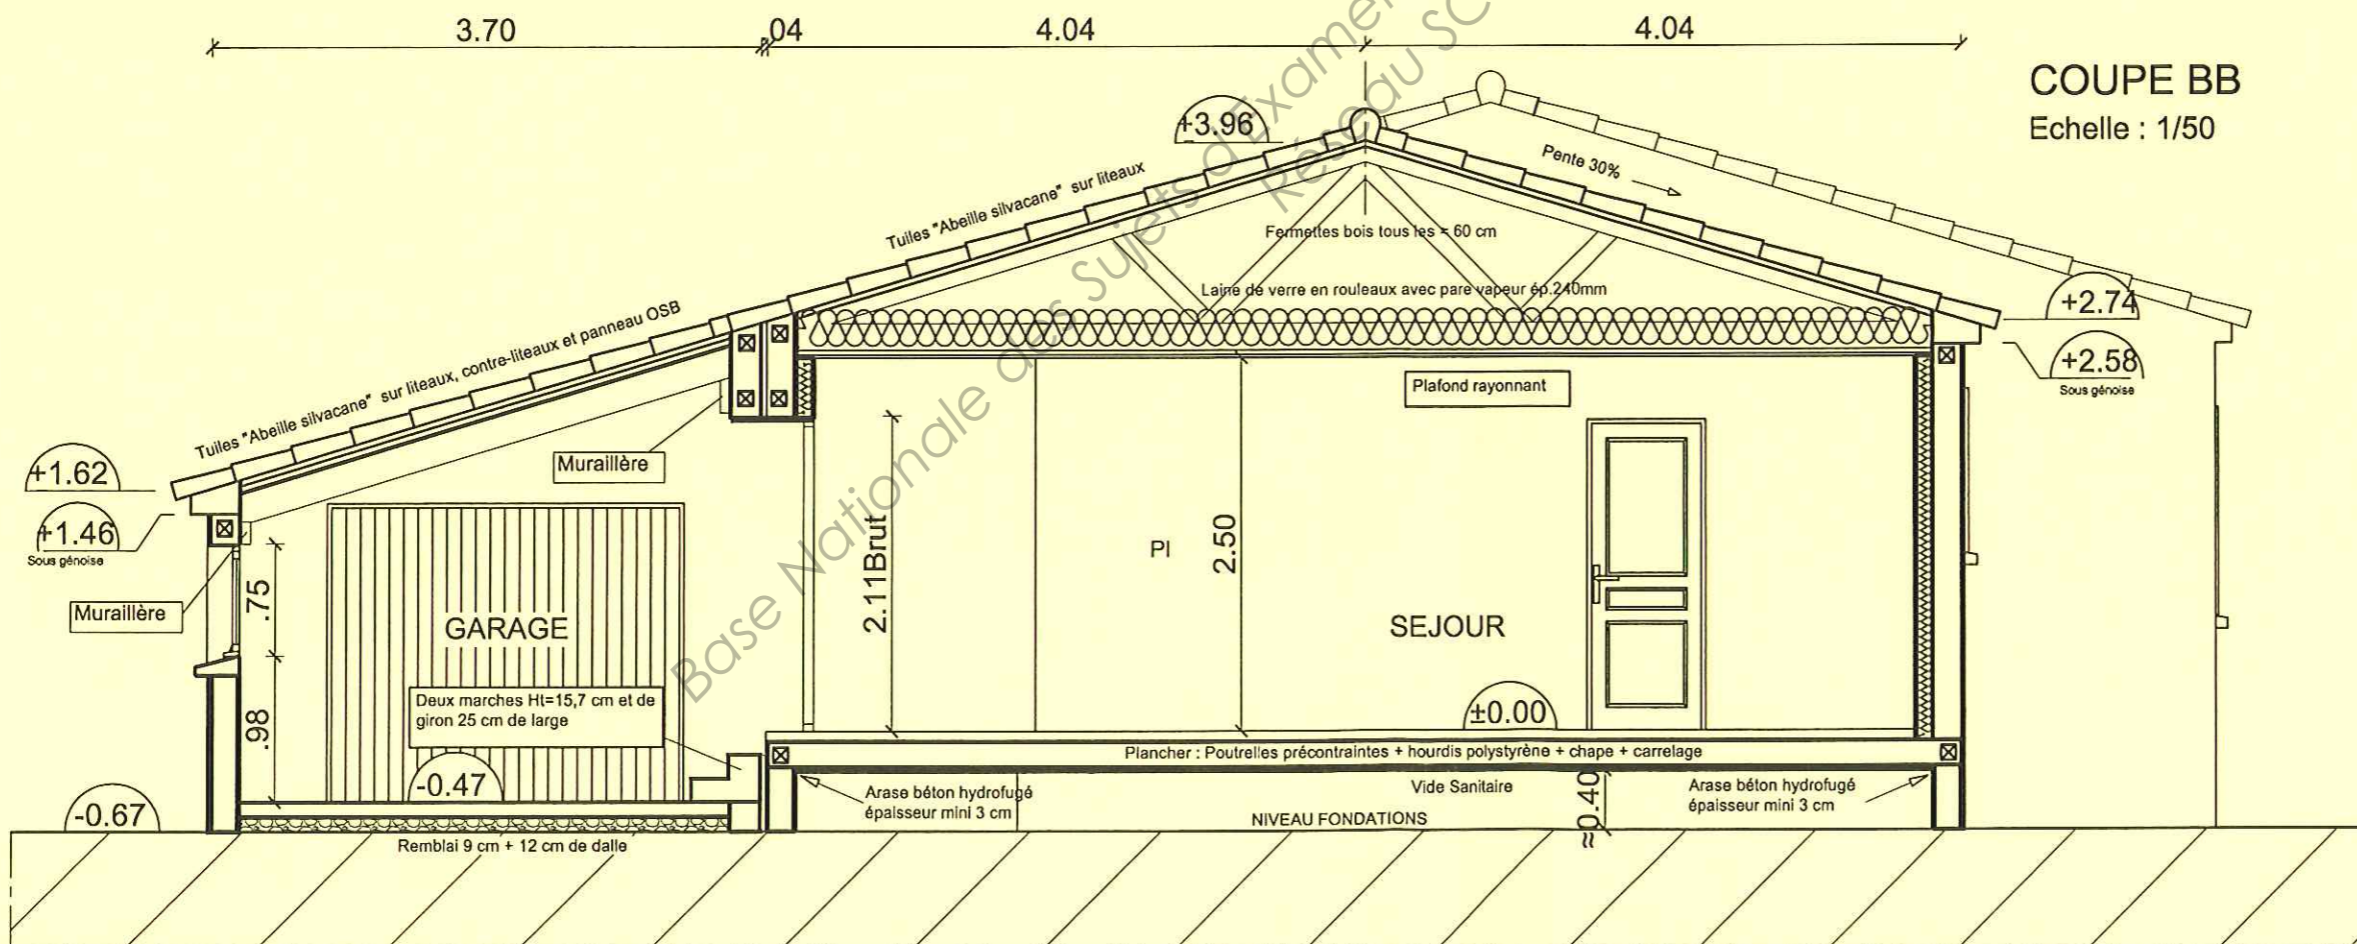 3.70
.04
4.04
4.04
COUPE BB
Echelle : 1/50
+3.96
Pente 30%
Tuiles "Abeille silvacane" sur liteaux
Fermettes bois tous les ≈ 60 cm
Laine de verre en rouleaux avec pare vapeur ép.240mm
+2.74
+2.58
Sous génoise
Tuiles "Abeille silvacane" sur liteaux, contre-liteaux et panneau OSB
Plafond rayonnant
Muraillère
+1.62
+1.46
Sous génoise
Muraillère
.75
GARAGE
2.11Brut
PI
2.50
SEJOUR
Deux marches Ht=15,7 cm et de
giron 25 cm de large
.98
±0.00
Plancher : Poutrelles précontraintes + hourdis polystyrène + chape + carrelage
-0.47
-0.67
Arase béton hydrofugé
épaisseur mini 3 cm
Vide Sanitaire
≈0.40
Arase béton hydrofugé
épaisseur mini 3 cm
NIVEAU FONDATIONS
Remblai 9 cm + 12 cm de dalle
Base Nationale des Sujets d'Examen
Réseau SC